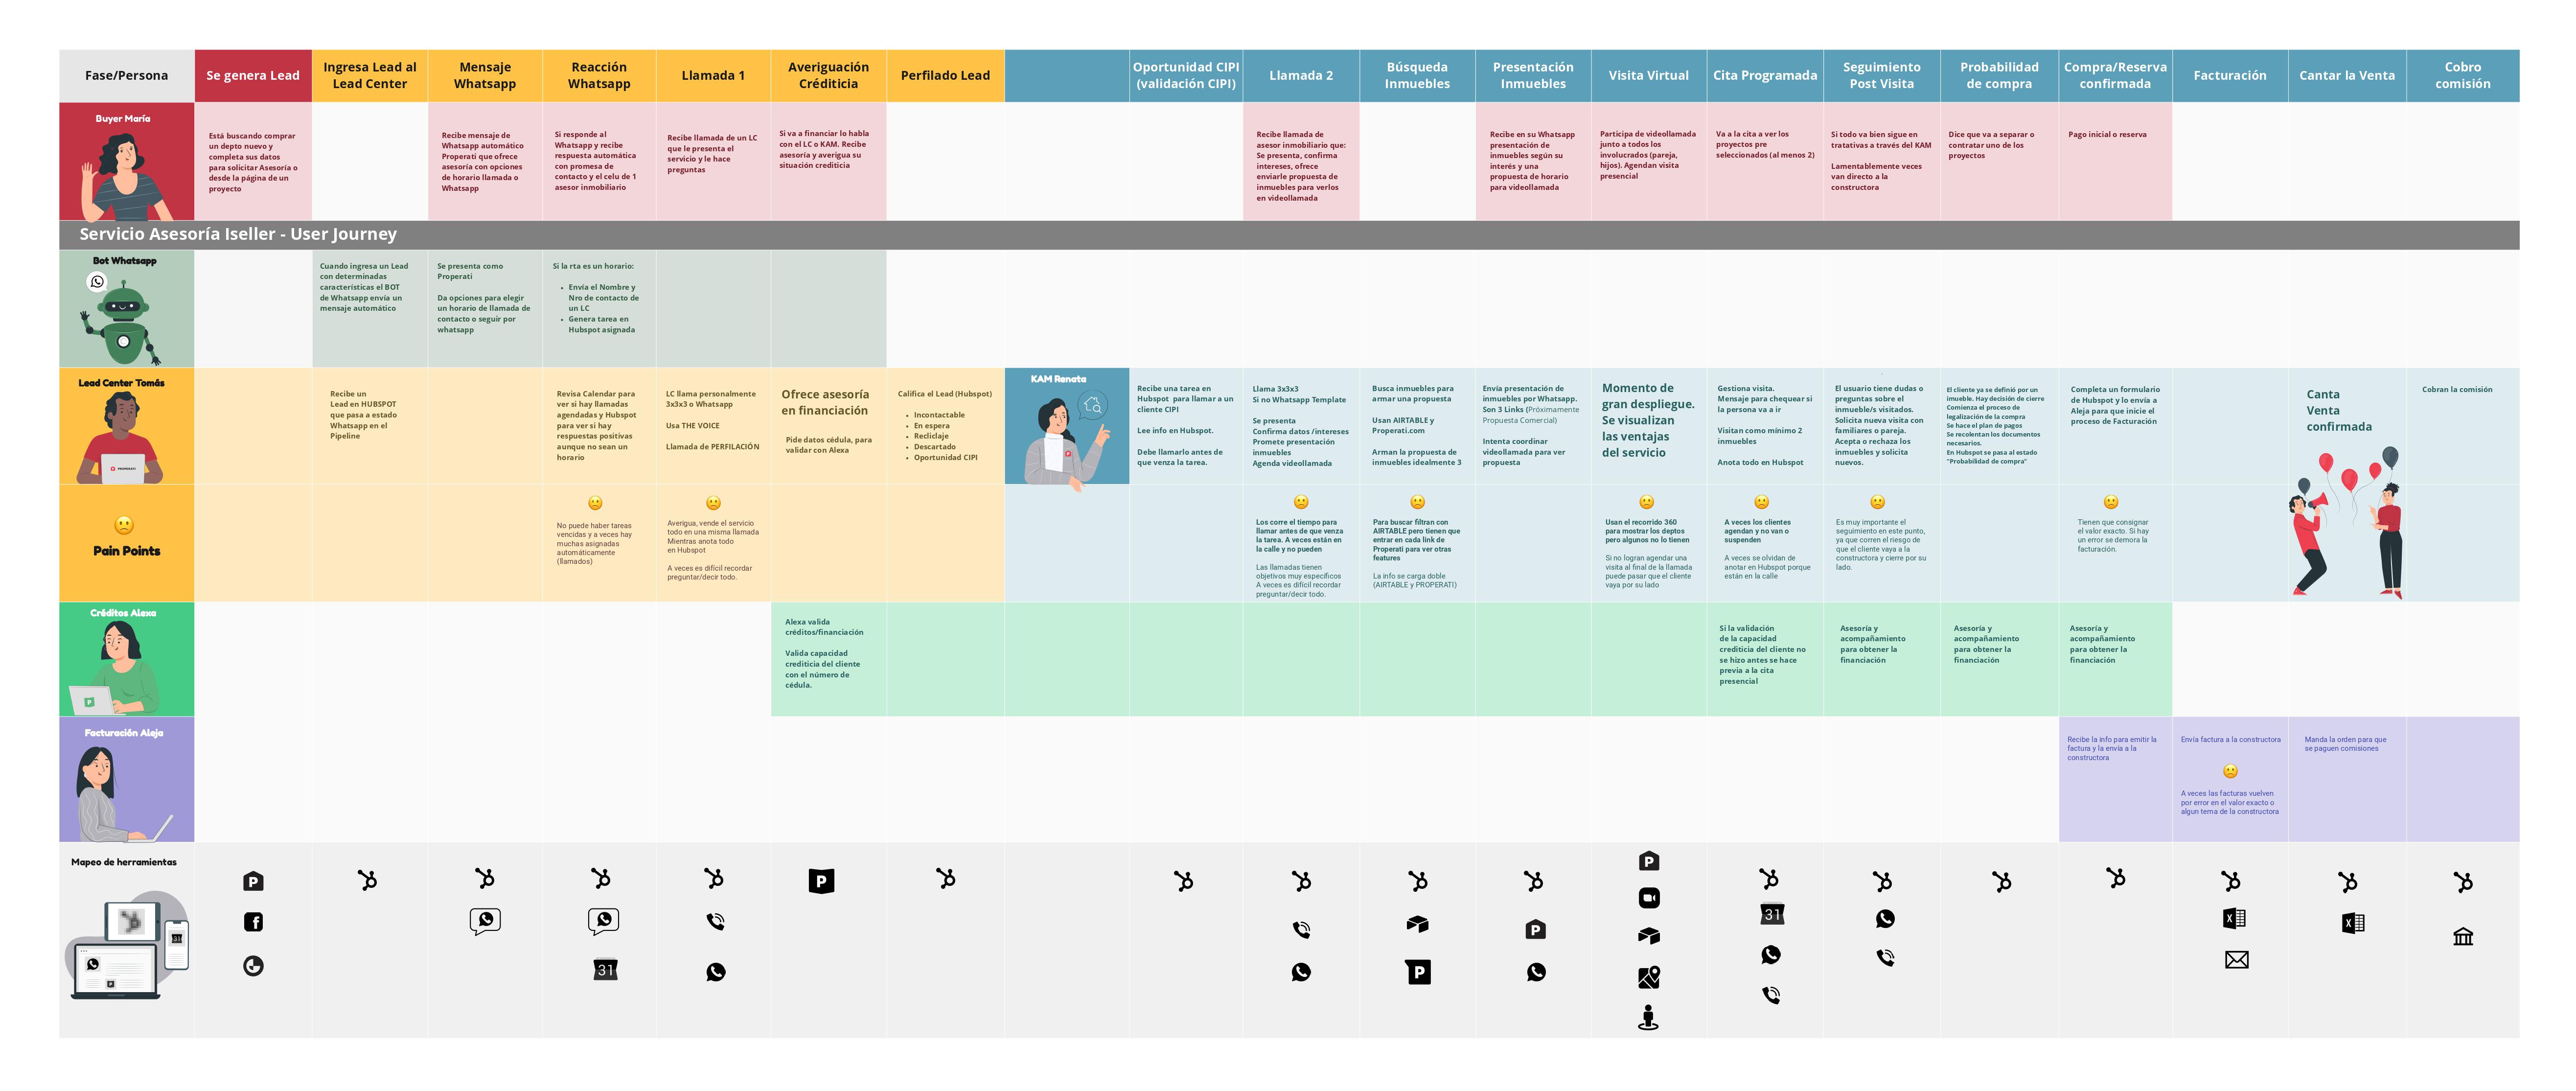 Fase/Persona
Se genera Lead
Ingresa Lead al
Lead Center
Mensaje
Whatsapp
Reacción
Whatsapp
Llamada 1
Averiguación
Créditicia
Perfilado Lead
Oportunidad CIPI
(validación CIPI)
Llamada 2
Búsqueda
Inmuebles
Presentación
Inmuebles
Visita Virtual
Cita Programada
Seguimiento
Post Visita
Probabilidad
de compra
Compra/Reserva
confirmada
Facturación
Cantar la Venta
Cobro
comisión
Buyer María
Está buscando comprar
un depto nuevo y
completa sus datos
para solicitar Asesoría o
desde la página de un
proyecto
Recibe mensaje de
Whatsapp automático
Properati que ofrece
asesoría con opciones
de horario llamada o
Whatsapp
Si responde al
Whatsapp y recibe
respuesta automática
con promesa de
contacto y el celu de 1
asesor inmobiliario
Recibe llamada de un LC
que le presenta el
servicio y le hace
preguntas
Si va a financiar lo habla
con el LC o KAM. Recibe
asesoría y averigua su
situación crediticia
Recibe llamada de
asesor inmobiliario que:
Se presenta, confirma
intereses, ofrece
enviarle propuesta de
inmuebles para verlos
en videollamada
Recibe en su Whatsapp
presentación de
inmuebles según su
interés y una
propuesta de horario
para videollamada
Participa de videollamada
junto a todos los
involucrados (pareja,
hijos). Agendan visita
presencial
Va a la cita a ver los
proyectos pre
seleccionados (al menos 2)
Si todo va bien sigue en
tratativas a través del KAM
Lamentablemente veces
van directo a la
constructora
Dice que va a separar o
contratar uno de los
proyectos
Pago inicial o reserva
Servicio Asesoría Iseller - User Journey
Bot Whatsapp
Cuando ingresa un Lead
con determinadas
características el BOT
de Whatsapp envía un
mensaje automático
Se presenta como
Properati
Da opciones para elegir
un horario de llamada de
contacto o seguir por
whatsapp
Si la rta es un horario:
• Envía el Nombre y
Nro de contacto de
un LC
• Genera tarea en
Hubspot asignada
Lead Center Tomás
PROPERATI
Recibe un
Lead en HUBSPOT
que pasa a estado
Whatsapp en el
Pipeline
Revisa Calendar para
ver si hay llamadas
agendadas y Hubspot
para ver si hay
respuestas positivas
aunque no sean un
horario
LC llama personalmente
3x3x3 o Whatsapp
Usa THE VOICE
Llamada de PERFILACIÓN
Ofrece asesoría
en financiación
Pide datos cédula, para
validar con Alexa
Califica el Lead (Hubspot)
• Incontactable
• En espera
• Recliclaje
• Descartado
• Oportunidad CIPI
KAM Renata
Recibe una tarea en
Hubspot para llamar a un
cliente CIPI
Lee info en Hubspot.
Debe llamarlo antes de
que venza la tarea.
Llama 3x3x3
Si no Whatsapp Template
Se presenta
Confirma datos /intereses
Promete presentación
inmuebles
Agenda videollamada
Busca inmuebles para
armar una propuesta
Usan AIRTABLE y
Properati.com
Arman la propuesta de
inmuebles idealmente 3
Envía presentación de
inmuebles por Whatsapp.
Son 3 Links (Próximamente
Propuesta Comercial)
Intenta coordinar
videollamada para ver
propuesta
Momento de
gran despliegue.
Se visualizan
las ventajas
del servicio
Gestiona visita.
Mensaje para chequear si
la persona va a ir
Visitan como mínimo 2
inmuebles
Anota todo en Hubspot
El usuario tiene dudas o
preguntas sobre el
inmueble/s visitados.
Solicita nueva visita con
familiares o pareja.
Acepta o rechaza los
inmuebles y solicita
nuevos.
El cliente ya se definió por un
imueble. Hay decisión de cierre
Comienza el proceso de
legalización de la compra
Se hace el plan de pagos
Se recolentan los documentos
necesarios.
En Hubspot se pasa al estado
"Probabilidad de compra"
Completa un formulario
de Hubspot y lo envío a
Aleja para que inicie el
proceso de Facturación
Canta
Venta
confirmada
Cobran la comisión
Pain Points
No puede haber tareas
vencidas y a veces hay
muchas asignadas
automáticamente
(llamados)
Averigua, vende el servicio
todo en una misma llamada
Mientras anota todo
en Hubspot
A veces es difícil recordar
preguntar/decir todo.
Los corre el tiempo para
llamar antes de que venza
la tarea. A veces están en
la calle y no pueden
Las llamadas tienen
objetivos muy específicos
A veces es difícil recordar
preguntar/decir todo.
Para buscar filtran con
AIRTABLE pero tienen que
entrar en cada link de
Properati para ver otras
features
La info se carga doble
(AIRTABLE y PROPERATI)
Usan el recorrido 360
para mostrar los deptos
pero algunos no lo tienen
Si no logran agendar una
visita al final de la llamada
puede pasar que el cliente
vaya por su lado
A veces los clientes
agendan y no van o
suspenden
A veces se olvidan de
anotar en Hubspot porque
están en la calle
Es muy importante el
seguimiento en este punto,
ya que corren el riesgo de
que el cliente vaya a la
constructora y cierre por su
lado.
Tienen que consignar
el valor exacto. Si hay
un error se demora la
facturación.
Créditos Alexa
Alexa valida
créditos/financiación
Valida capacidad
crediticia del cliente
con el número de
cédula.
Si la validación
de la capacidad
crediticia del cliente no
se hizo antes se hace
previa a la cita
presencial
Asesoría y
acompañamiento
para obtener la
financiación
Asesoría y
acompañamiento
para obtener la
financiación
Asesoría y
acompañamiento
para obtener la
financiación
Facturación Aleja
Recibe la info para emitir la
factura y la envía a la
constructora
Envía factura a la constructora
A veces las facturas vuelven
por error en el valor exacto o
algun tema de la constructora
Manda la orden para que
se paguen comisiones
Mapeo de herramientas
31
P
P
P
31
P
P
P
31
X
X